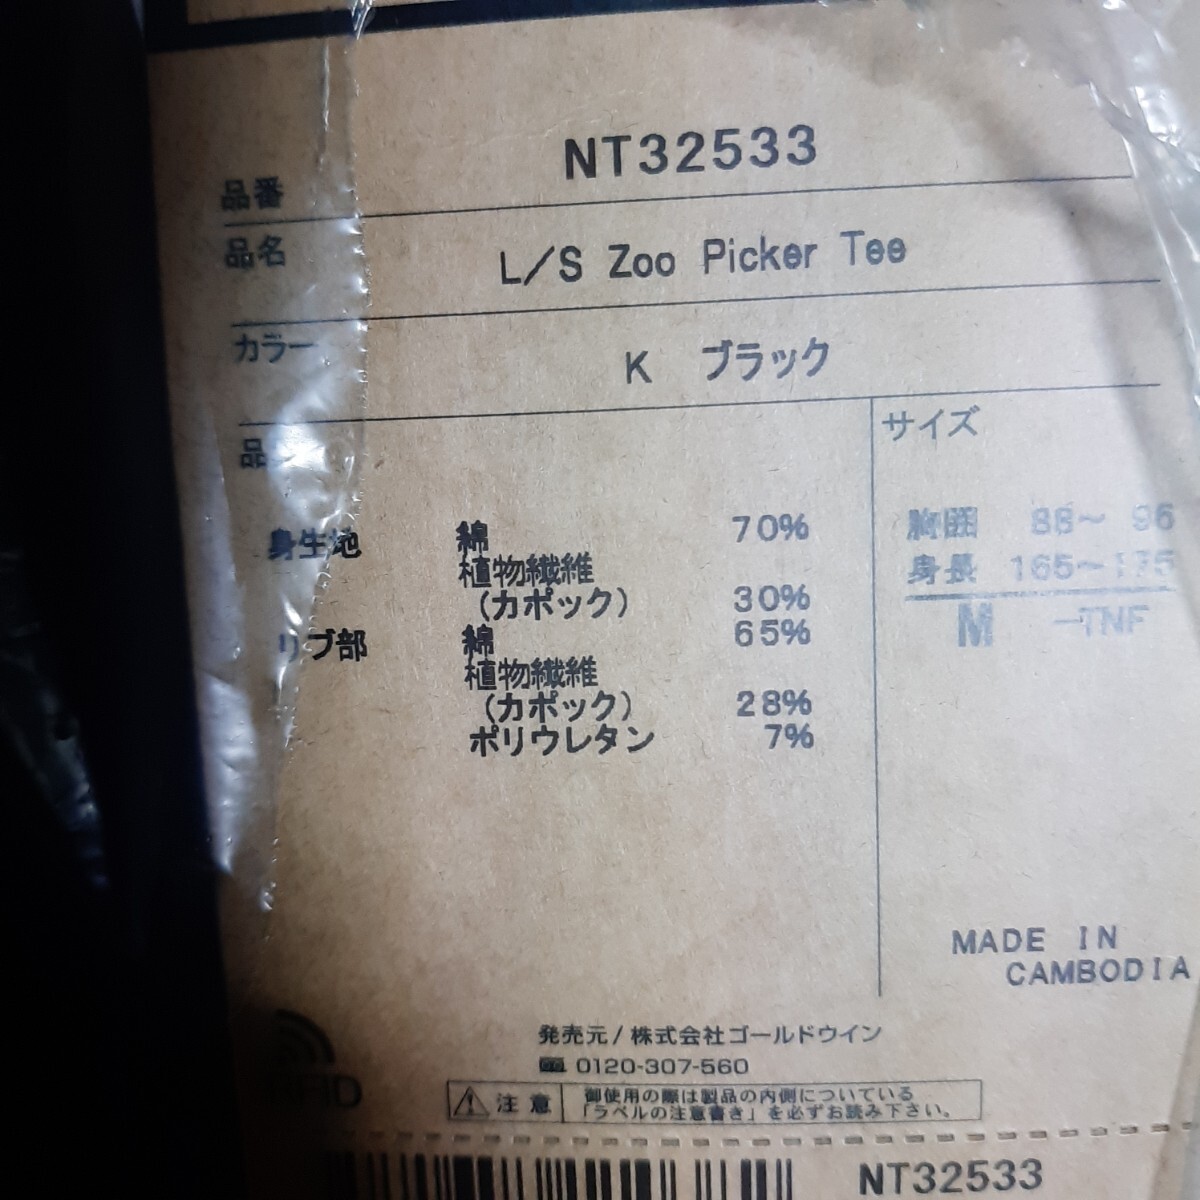 品番 NT32533
品名 L/S Zoo Picker Tee
カラー K ブラック
品
サイズ
身生地 綿 70%
植物繊維
(カポック) 30%
リブ部 綿 65%
植物繊維
(カポック) 28%
ポリウレタン 7%
胸囲 88~ 96
身長 165~175
M -TNF
MADE IN
CAMBODIA
発売元/株式会社ゴールドウイン
0120-307-560
注意
御使用の際は製品の内側についている
「ラベルの注意書き」を必ずお読み下さい。
RFID
NT32533